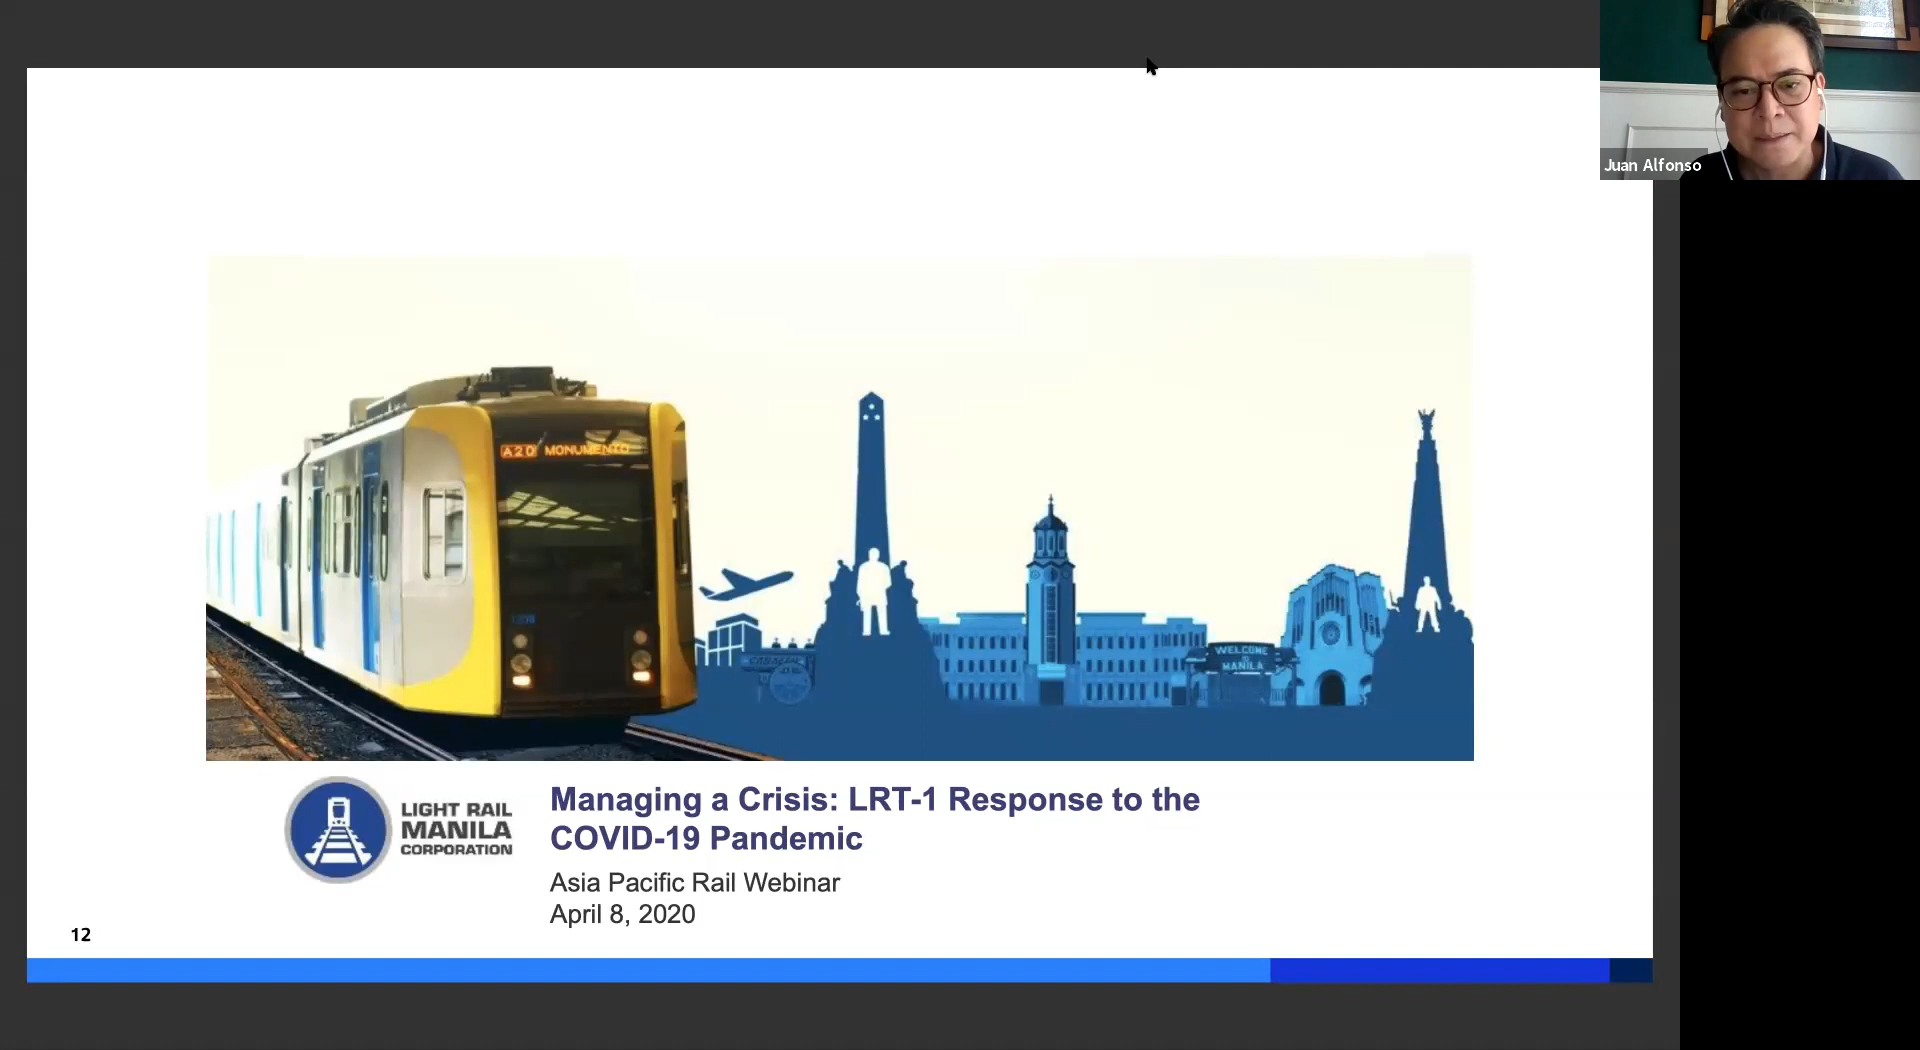 Juan Alfonso
A20 MONUMENTO
WELCOME
MANILA
LIGHT RAIL
MANILA
CORPORATION
Managing a Crisis: LRT-1 Response to the
COVID-19 Pandemic
Asia Pacific Rail Webinar
April 8, 2020
12